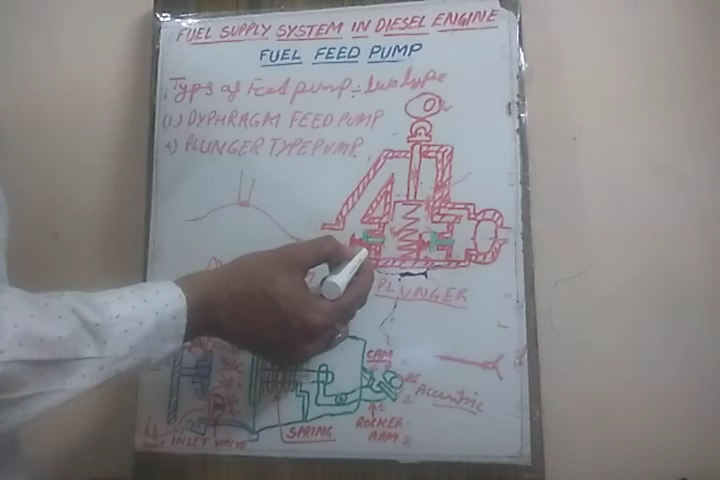 FUEL SUPPLY SYSTEM IN DIESEL ENGINE
FUEL FEED PUMP
Typs of Feed pump :- two type
(1) DYPHRAGM FEED PUMP
2) PLUNGER TYPE PUMP
PLUNGER
CAM
Accentric
ROCKER
ARM
SPRING
INLET VALVE